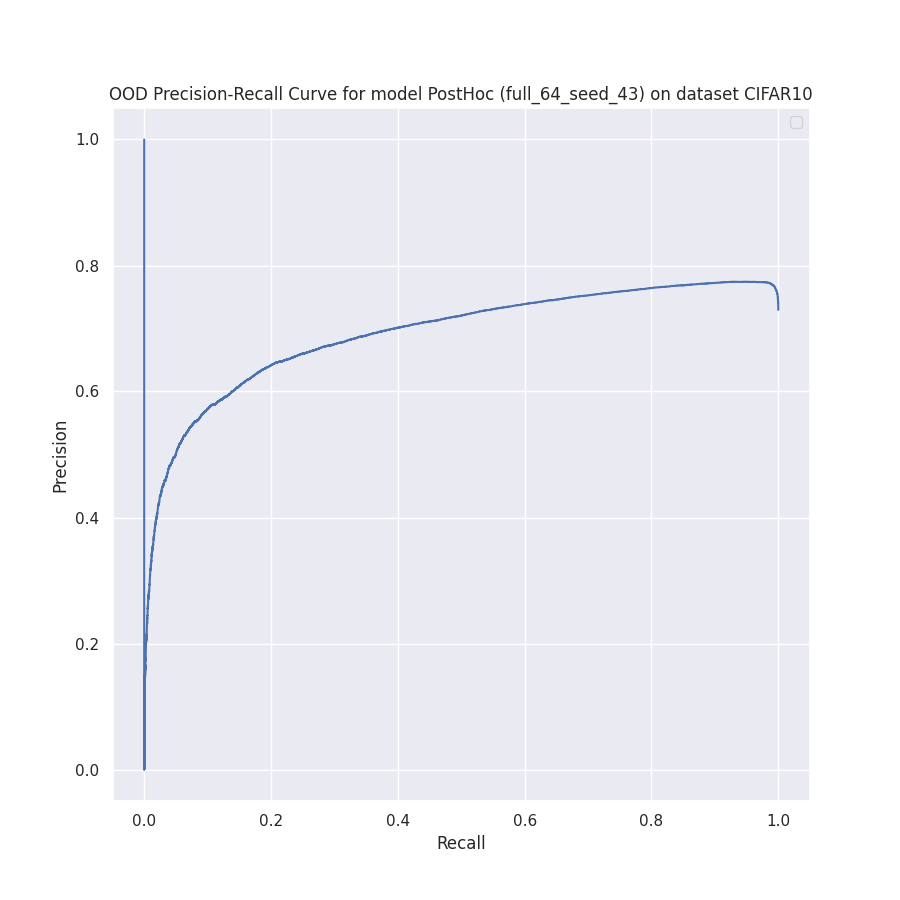 OOD Precision-Recall Curve for model PostHoc (full_64_seed_43) on dataset CIFAR10
1.0
0.8
0.6
0.4
0.2
0.0
Precision
0.0 0.2 0.4 0.6 0.8 1.0
Recall